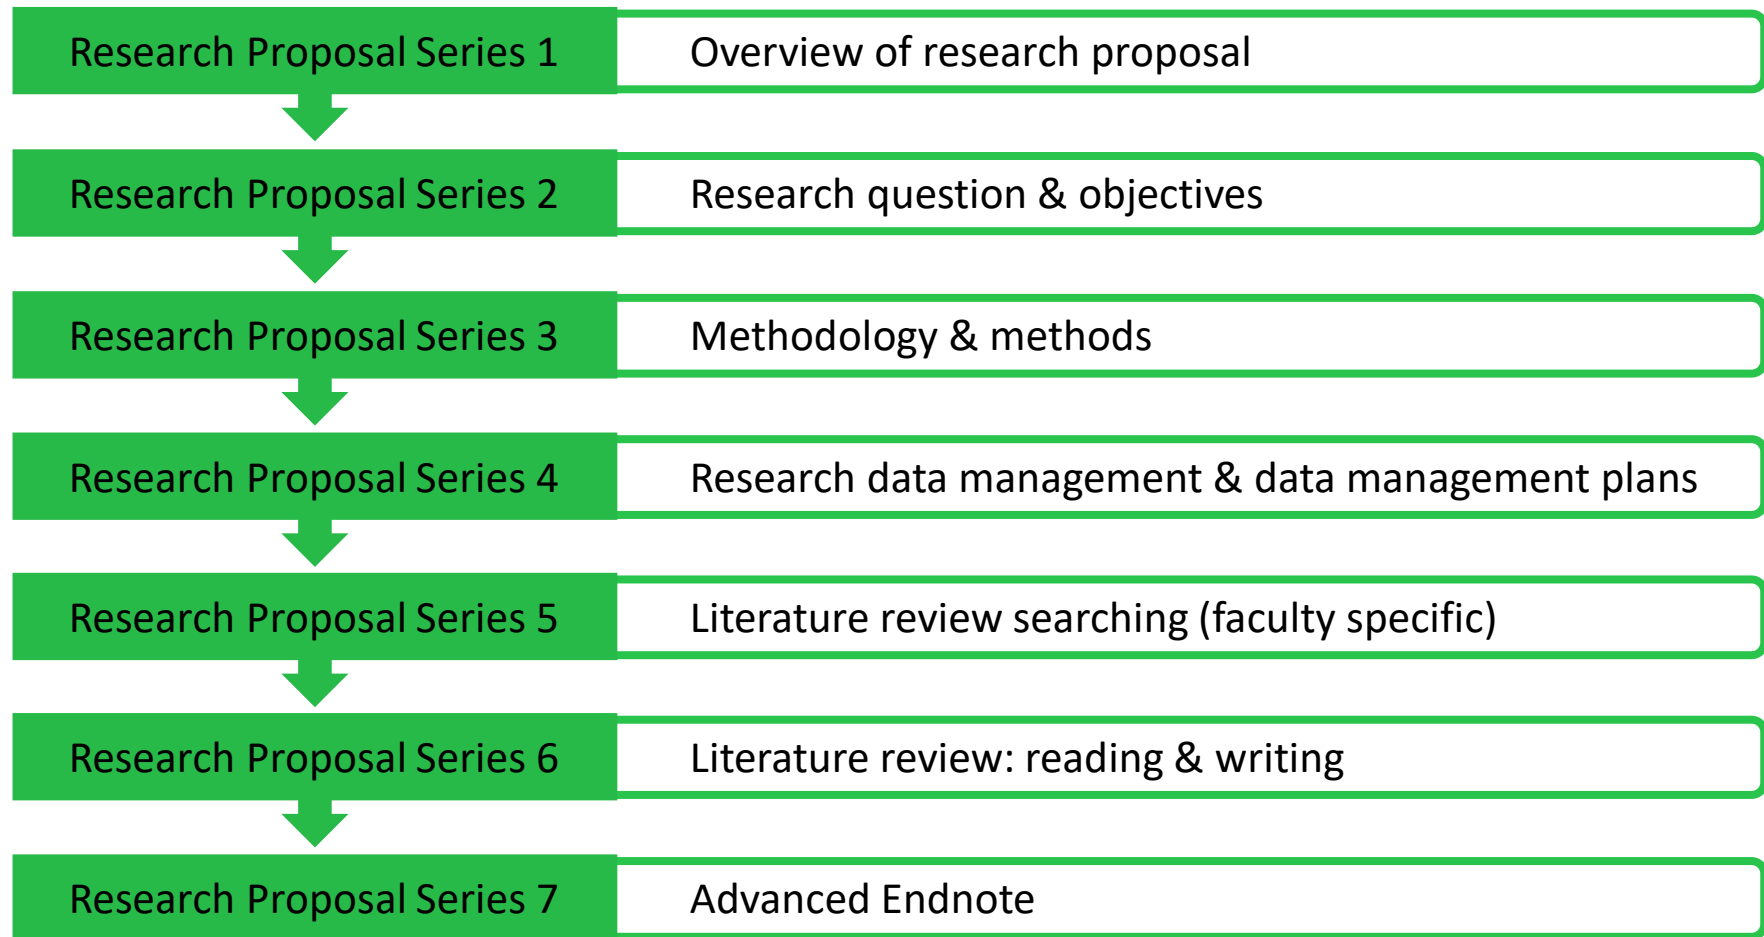 Research Proposal Series 1
Overview of research proposal
Research Proposal Series 2
Research question & objectives
Research Proposal Series 3
Methodology & methods
Research Proposal Series 4
Research data management & data management plans
Research Proposal Series 5
Literature review searching (faculty specific)
Research Proposal Series 6
Literature review: reading & writing
Research Proposal Series 7
Advanced Endnote